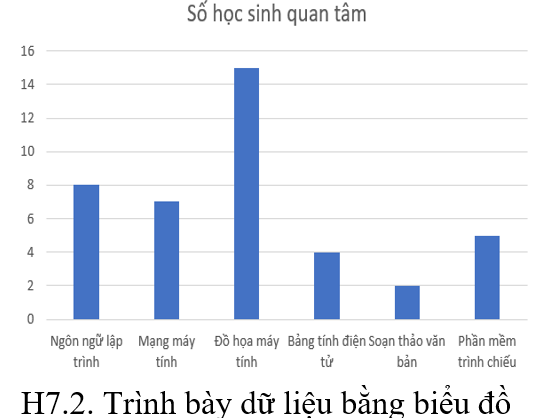 Số học sinh quan tâm
16
14
12
10
8
6
4
2
0
Ngôn ngữ lập trình
Mạng máy tính
Đồ họa máy tính
Bảng tính điện tử
Soạn thảo văn bản
Phần mềm trình chiếu
H7.2. Trình bày dữ liệu bằng biểu đồ